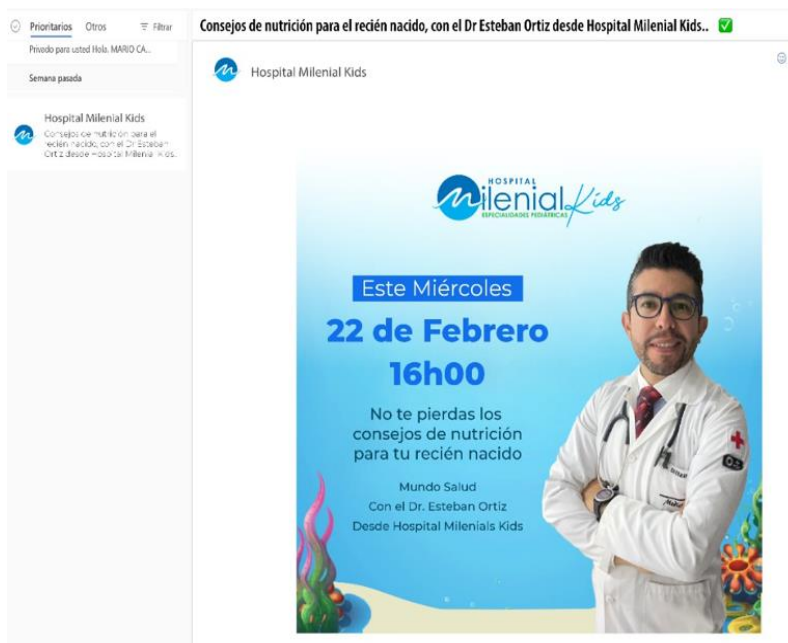 Prioritarios Otros Filtrar
Privado para usted Hola. MARIO CA...
Semana pasada
Hospital Milenial Kids
Consejos de nutrición para el
recién nacido, con el Dr Esteban
Ortiz desde Hospital Milenial Kids..
Consejos de nutrición para el recién nacido, con el Dr Esteban Ortiz desde Hospital Milenial Kids.. ✅
Hospital Milenial Kids
HOSPITAL
Milenial Kids
ESPECIALIDADES PEDIÁTRICAS
Este Miércoles
22 de Febrero
16h00
No te pierdas los
consejos de nutrición
para tu recién nacido
Mundo Salud
Con el Dr. Esteban Ortiz
Desde Hospital Milenials Kids